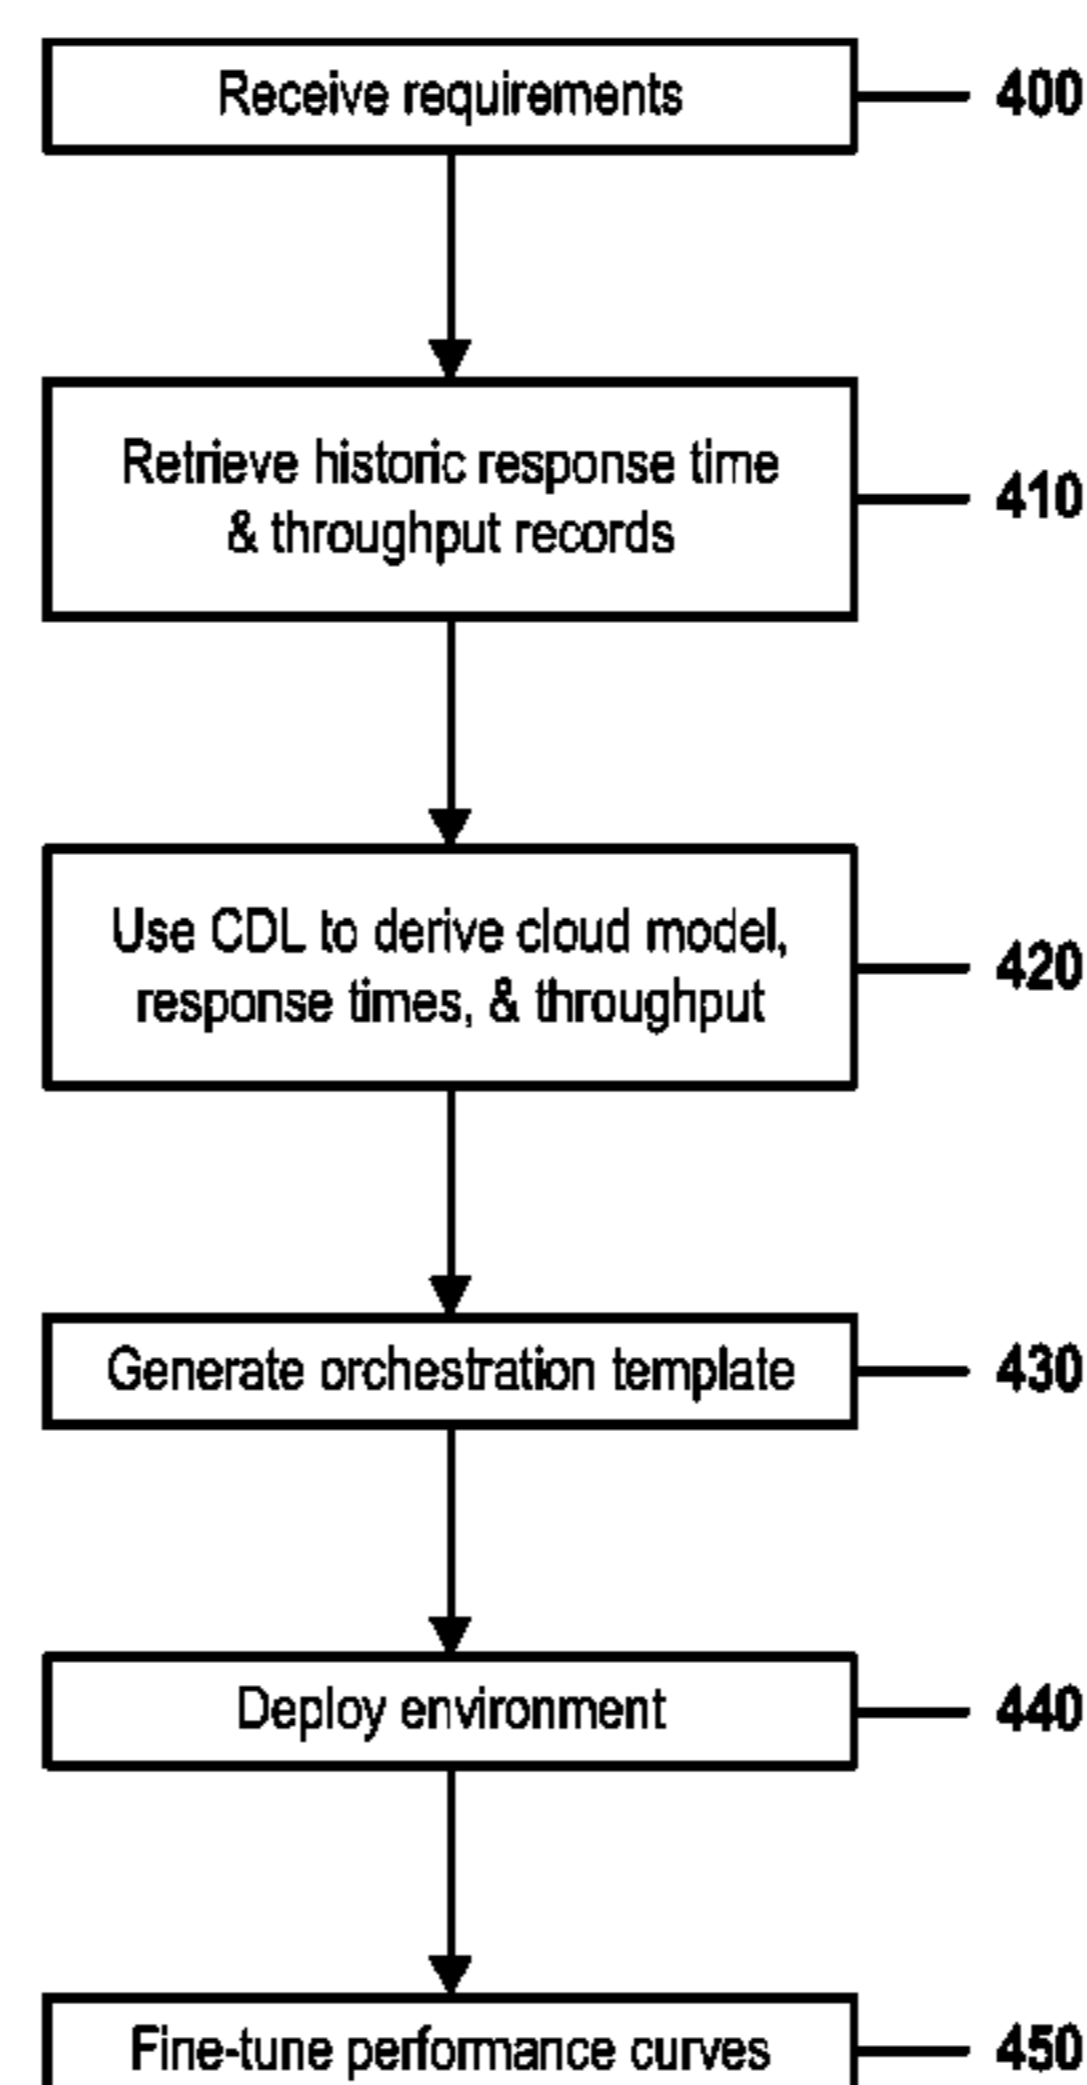 Receive requirements
400
Retrieve historic response time
& throughput records
410
Use CDL to derive cloud model,
response times, & throughput
420
Generate orchestration template
430
Deploy environment
440
Fine-tune performance curves
450